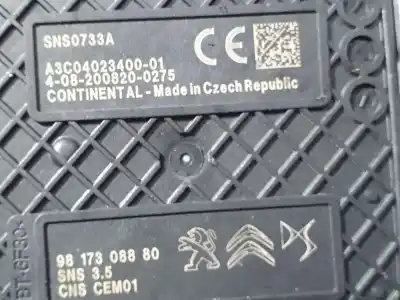 SNS0733A
CE
A3C04023400-01
4-08-200820-0275
CONTINENTAL - Made in Czech Republic
98 173 088 80
SNS 3.5
CNS CEM01